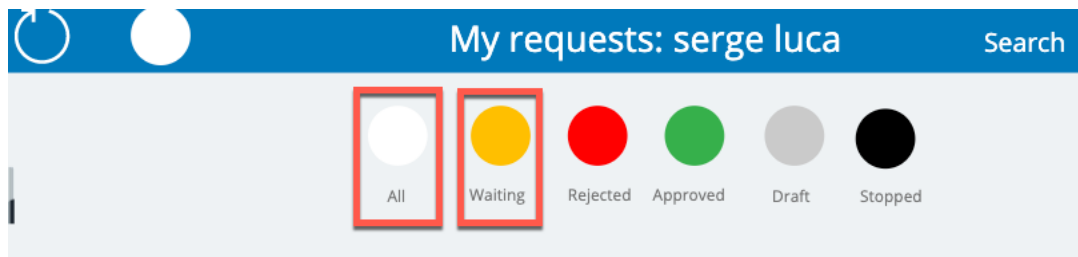 My requests: serge luca
Search
All
Waiting
Rejected
Approved
Draft
Stopped